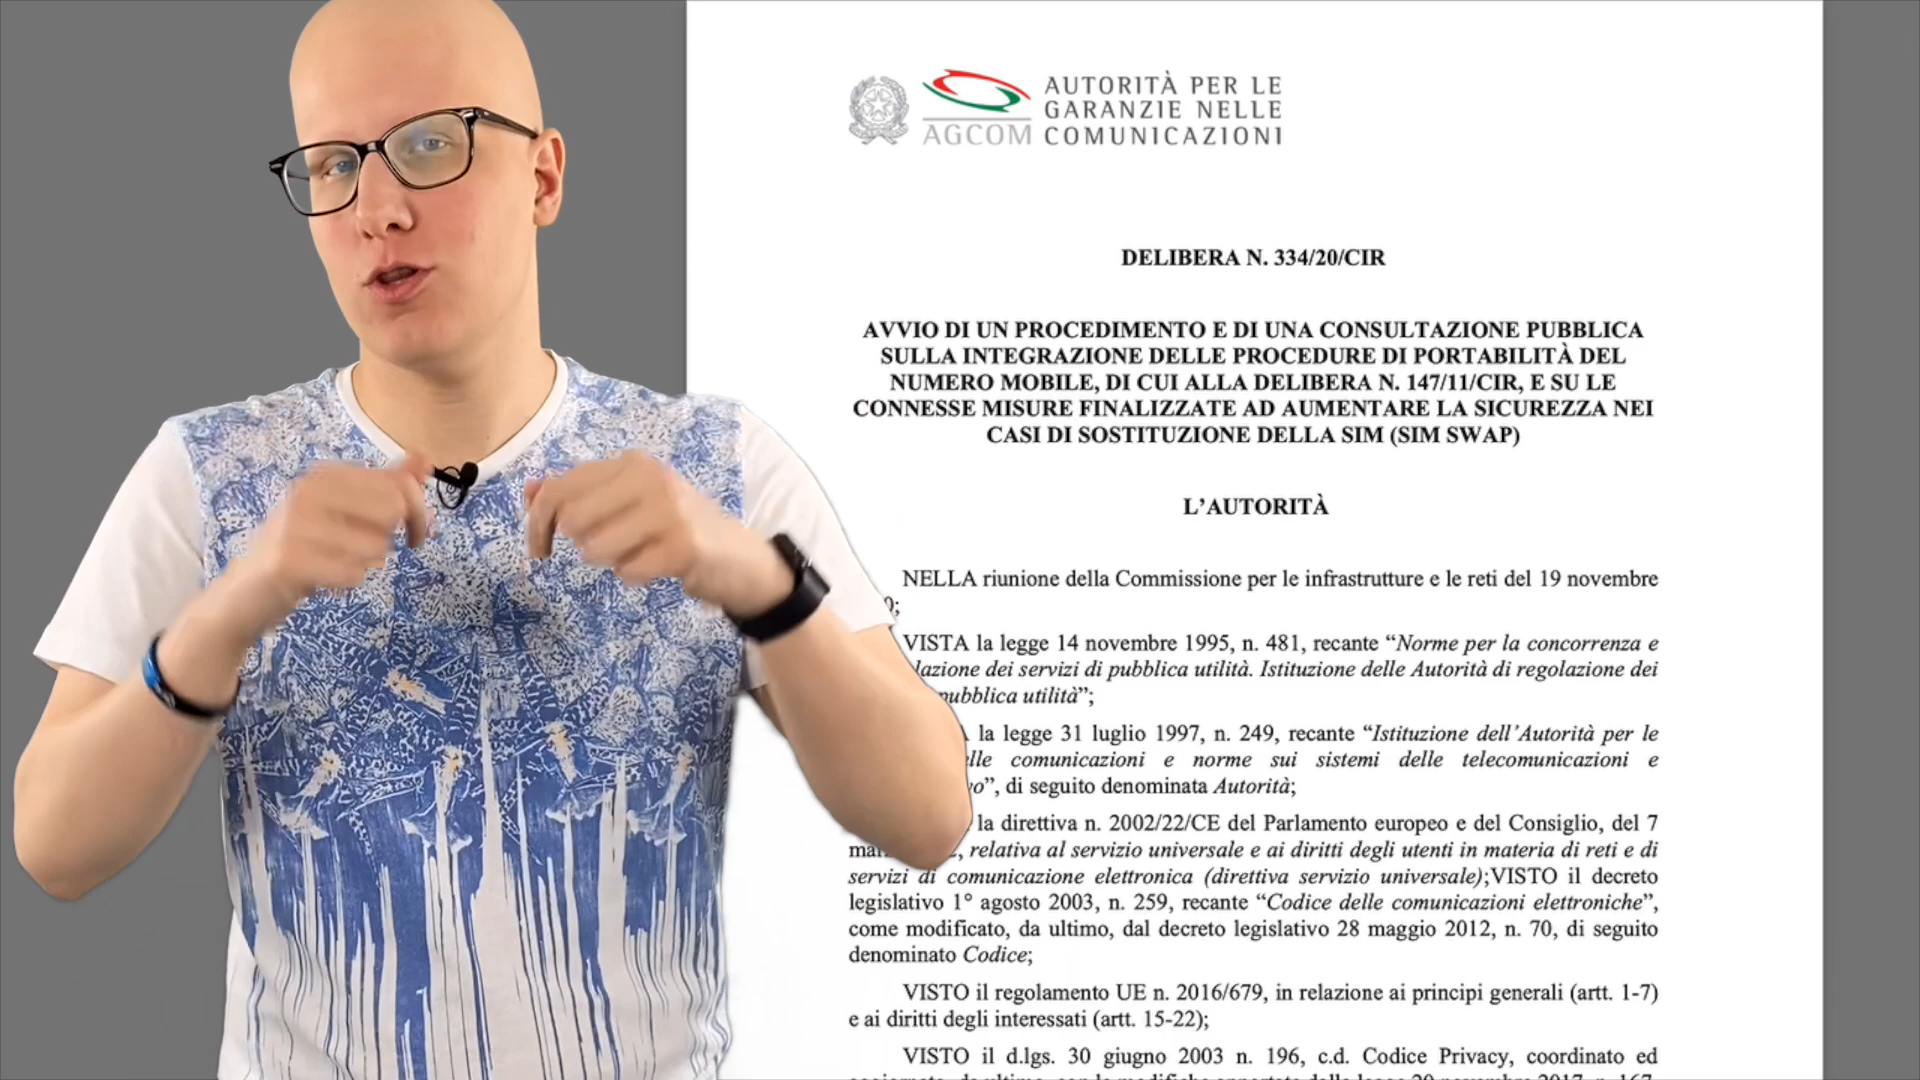 AGCOM
AUTORITÀ PER LE
GARANZIE NELLE
COMUNICAZIONI
DELIBERA N. 334/20/CIR
AVVIO DI UN PROCEDIMENTO E DI UNA CONSULTAZIONE PUBBLICA
SULLA INTEGRAZIONE DELLE PROCEDURE DI PORTABILITÀ DEL
NUMERO MOBILE, DI CUI ALLA DELIBERA N. 147/11/CIR, E SU LE
CONNESSE MISURE FINALIZZATE AD AUMENTARE LA SICUREZZA NEI
CASI DI SOSTITUZIONE DELLA SIM (SIM SWAP)
L’AUTORITÀ
NELLA riunione della Commissione per le infrastrutture e le reti del 19 novembre
0;
VISTA la legge 14 novembre 1995, n. 481, recante “Norme per la concorrenza e
lazione dei servizi di pubblica utilità. Istituzione delle Autorità di regolazione dei
pubblica utilità”;
la legge 31 luglio 1997, n. 249, recante “Istituzione dell’Autorità per le
elle comunicazioni e norme sui sistemi delle telecomunicazioni e
vo”, di seguito denominata Autorità;
la direttiva n. 2002/22/CE del Parlamento europeo e del Consiglio, del 7
relativa al servizio universale e ai diritti degli utenti in materia di reti e di
servizi di comunicazione elettronica (direttiva servizio universale);VISTO il decreto
legislativo 1° agosto 2003, n. 259, recante “Codice delle comunicazioni elettroniche”,
come modificato, da ultimo, dal decreto legislativo 28 maggio 2012, n. 70, di seguito
denominato Codice;
VISTO il regolamento UE n. 2016/679, in relazione ai principi generali (artt. 1-7)
e ai diritti degli interessati (artt. 15-22);
VISTO il d.lgs. 30 giugno 2003 n. 196, c.d. Codice Privacy, coordinato ed